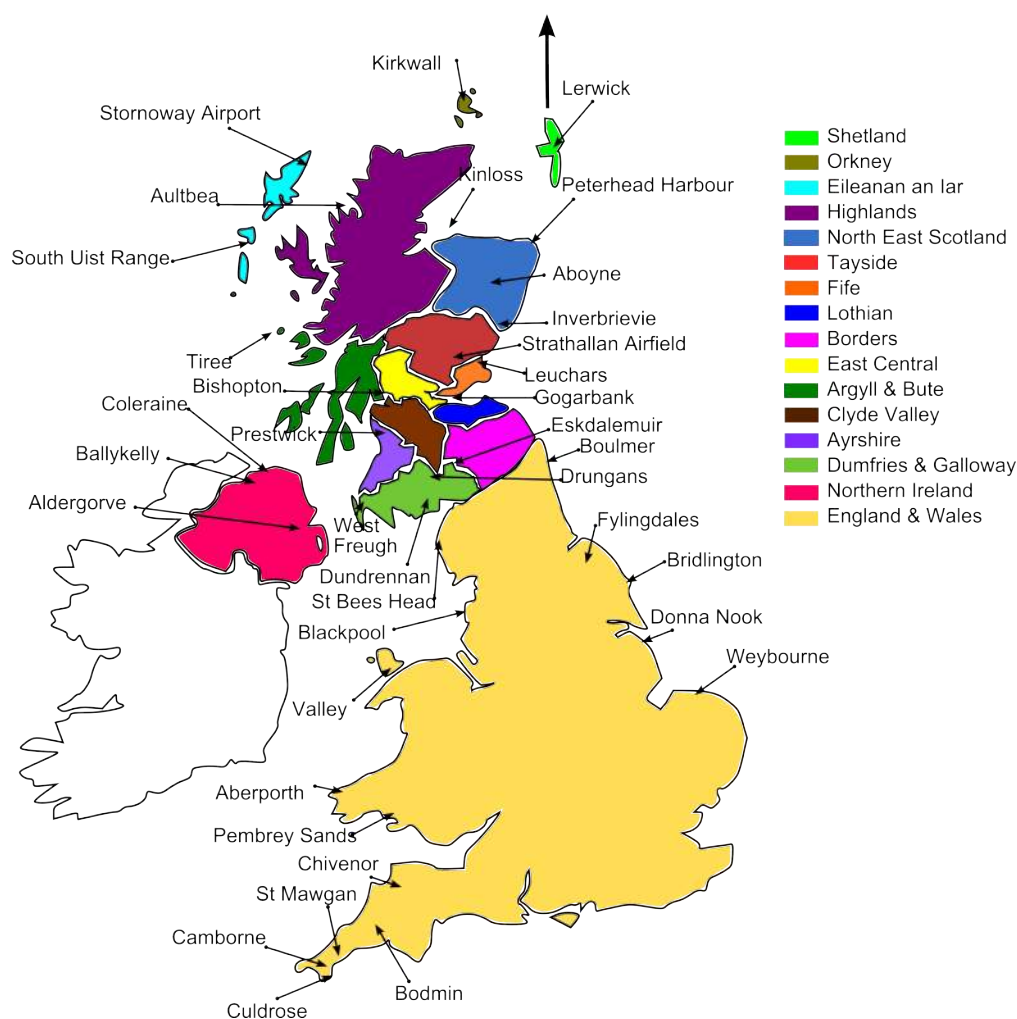 Kirkwall
Lerwick
Stornoway Airport
Kinloss
Peterhead Harbour
Aultbea
South Uist Range
Aboyne
Inverbrievie
Strathallan Airfield
Tiree
Leuchars
Bishopton
Gogarbank
Coleraine
Eskdalemuir
Prestwick
Boulmer
Ballykelly
Drungans
Aldergorve
West
Freugh
Fylingdales
Bridlington
Dundrennan
St Bees Head
Donna Nook
Blackpool
Weybourne
Valley
Aberporth
Pembrey Sands
Chivenor
St Mawgan
Camborne
Bodmin
Culdrose
Shetland
Orkney
Eileanan an Iar
Highlands
North East Scotland
Tayside
Fife
Lothian
Borders
East Central
Argyll & Bute
Clyde Valley
Ayrshire
Dumfries & Galloway
Northern Ireland
England & Wales